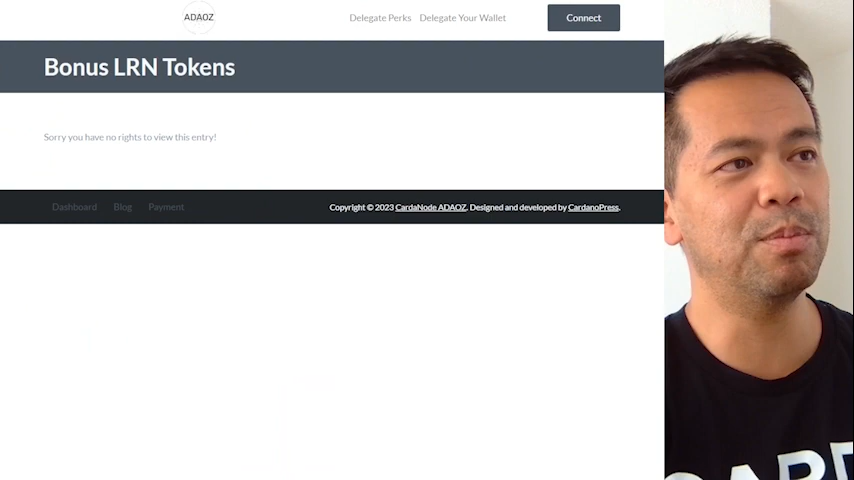 ADAOZ
Delegate Perks Delegate Your Wallet Connect
Bonus LRN Tokens
Sorry you have no rights to view this entry!
Dashboard Blog Payment Copyright © 2023 CardaNode ADAOZ. Designed and developed by CardanoPress.